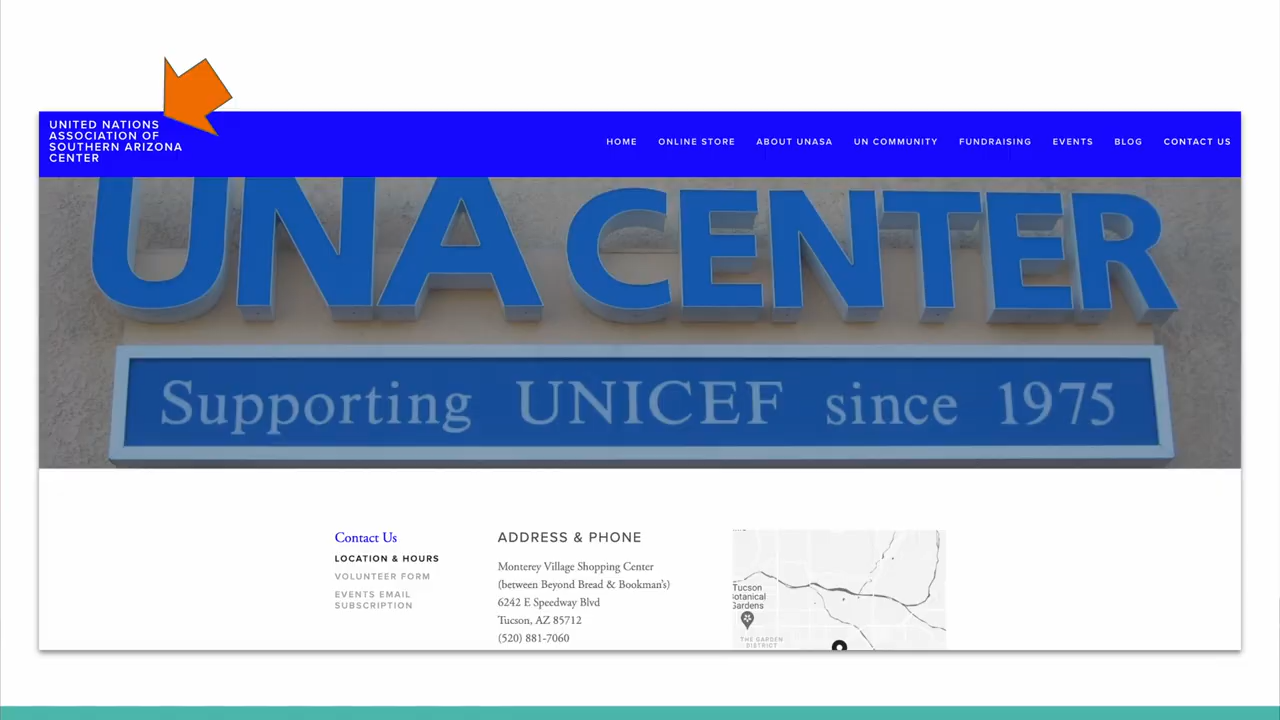 UNITED NATIONS
ASSOCIATION OF
SOUTHERN ARIZONA
CENTER
HOME ONLINE STORE ABOUT UNASA UN COMMUNITY FUNDRAISING EVENTS BLOG CONTACT US
UNA CENTER
Supporting UNICEF since 1975
Contact Us
LOCATION & HOURS
VOLUNTEER FORM
EVENTS EMAIL
SUBSCRIPTION
ADDRESS & PHONE
Monterey Village Shopping Center
(between Beyond Bread & Bookman's)
6242 E Speedway Blvd
Tucson, AZ 85712
(520) 881-7060
Tucson
Gardens
THE GARDEN
DISTRICT